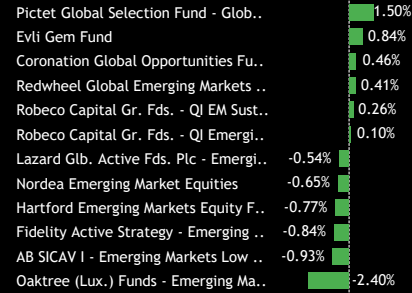 Pictet Global Selection Fund - Glob.. 1.50%
Evli Gem Fund 0.84%
Coronation Global Opportunities Fu.. 0.46%
Redwheel Global Emerging Markets .. 0.41%
Robeco Capital Gr. Fds. - QI EM Sust.. 0.26%
Robeco Capital Gr. Fds. - QI Emergi.. 0.10%
Lazard Glb. Active Fds. Plc - Emergi.. -0.54%
Nordea Emerging Market Equities -0.65%
Hartford Emerging Markets Equity F.. -0.77%
Fidelity Active Strategy - Emerging .. -0.84%
AB SICAV I - Emerging Markets Low .. -0.93%
Oaktree (Lux.) Funds - Emerging Ma.. -2.40%